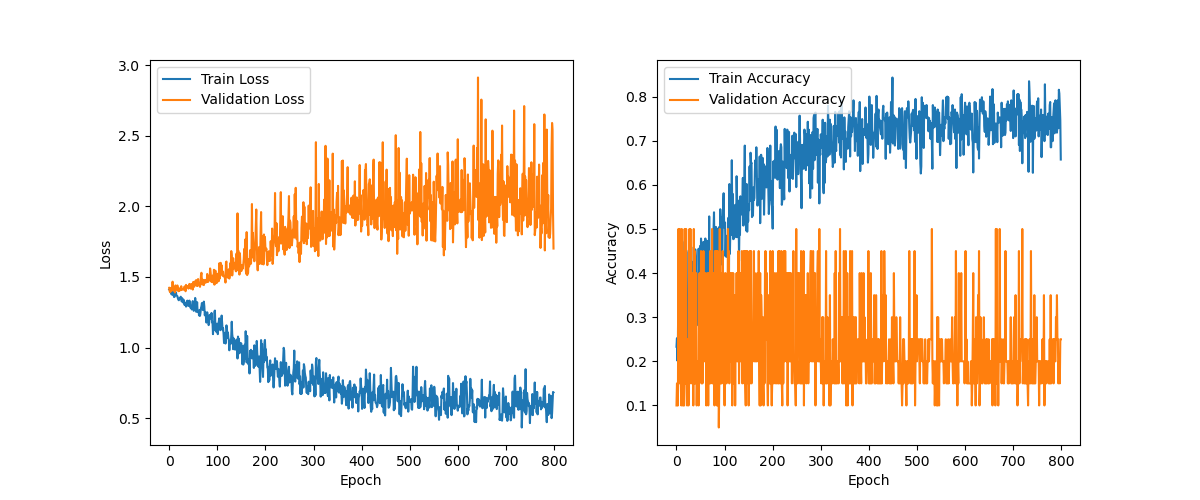 Train Loss
Validation Loss
3.0
2.5
2.0
1.5
1.0
0.5
Loss
0 100 200 300 400 500 600 700 800
Epoch
Train Accuracy
Validation Accuracy
0.8
0.7
0.6
0.5
0.4
0.3
0.2
0.1
Accuracy
0 100 200 300 400 500 600 700 800
Epoch